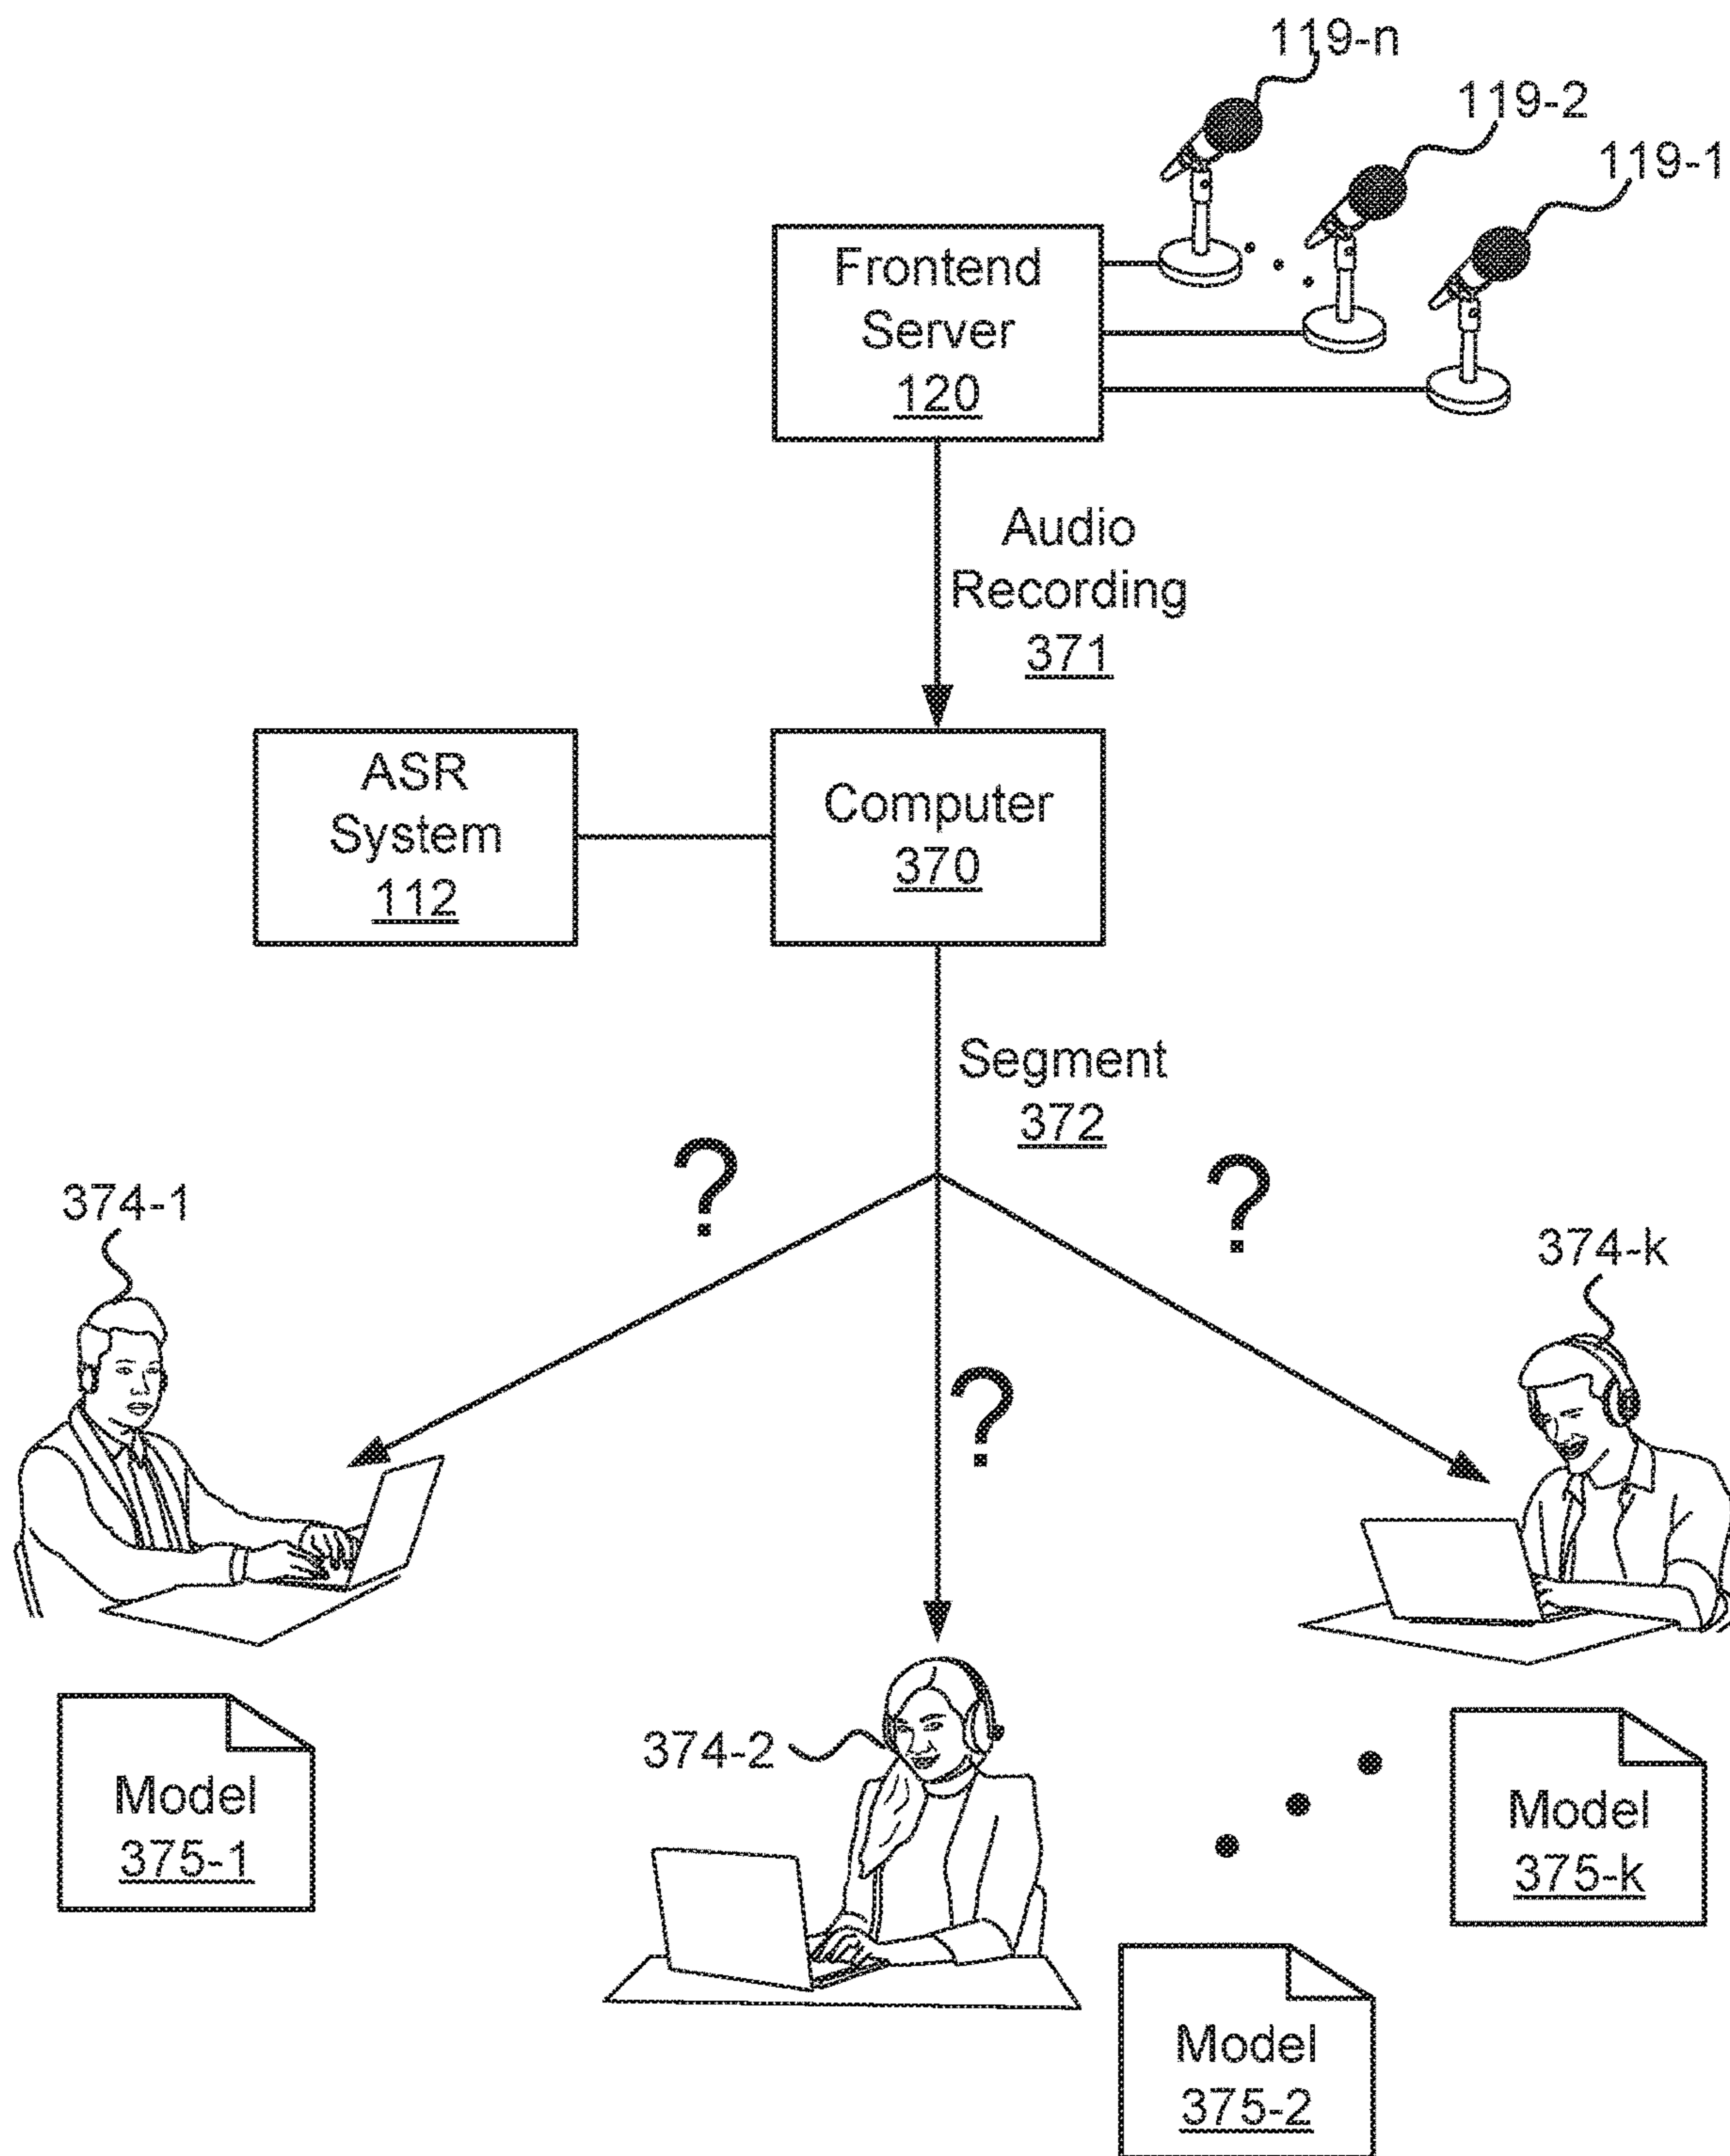 119-n
119-2
119-1
Frontend
Server
120
Audio
Recording
371
ASR
System
112
Computer
370
Segment
372
?
?
374-1
374-k
?
374-2
Model
375-1
Model
375-k
Model
375-2